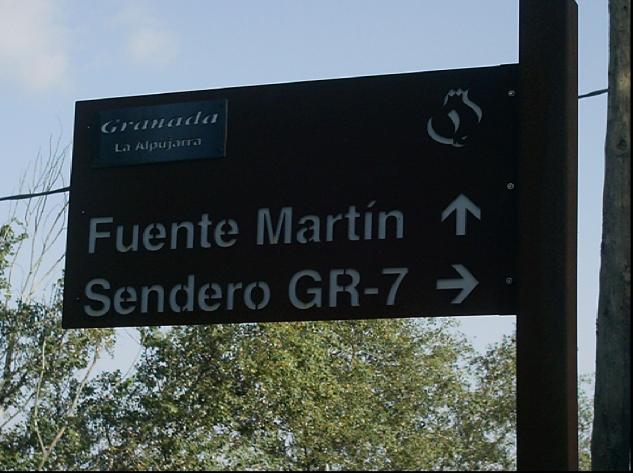 Granada
La Alpujarra
Fuente Martín ↑
Sendero GR-7 →